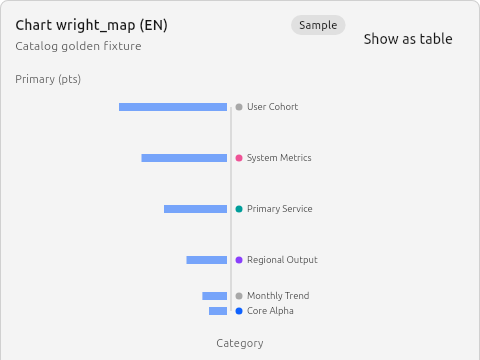 Chart wright_map (EN)
Sample
Show as table
Catalog golden fixture
Primary (pts)
User Cohort
System Metrics
Primary Service
Regional Output
Monthly Trend
Core Alpha
Category